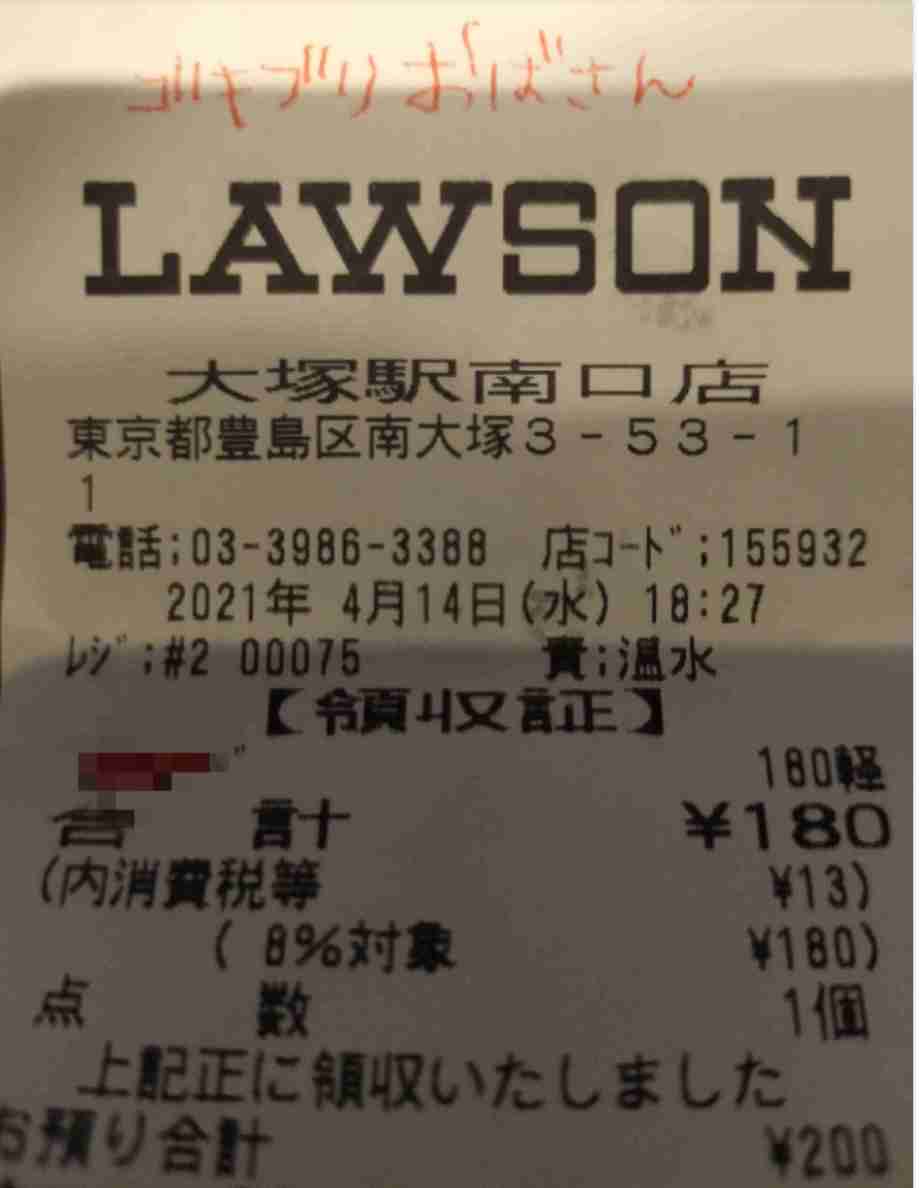 ゴキブリおばさん
LAWSON
大塚駅南口店
東京都豊島区南大塚3-53-1
1
電話:03-3986-3388 店コード:155932
2021年 4月14日(水) 18:27
レジ:#2 00075 責:温水
【領収証】
180軽
合 計 ¥180
(内消費税等 ¥13)
( 8%対象 ¥180)
点 数 1個
上記正に領収いたしました
お預り合計 ¥200